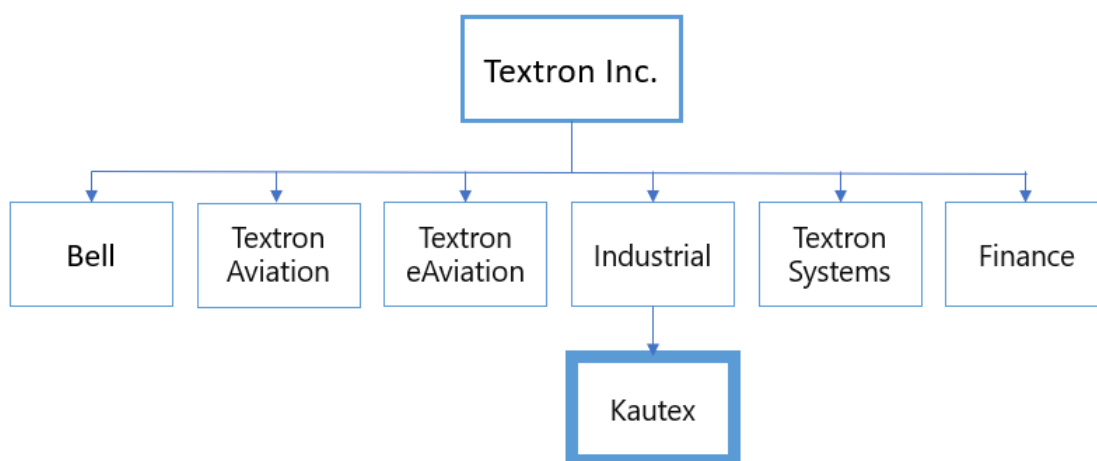 Textron Inc.
Bell
Textron
Aviation
Textron
eAviation
Industrial
Textron
Systems
Finance
Kautex